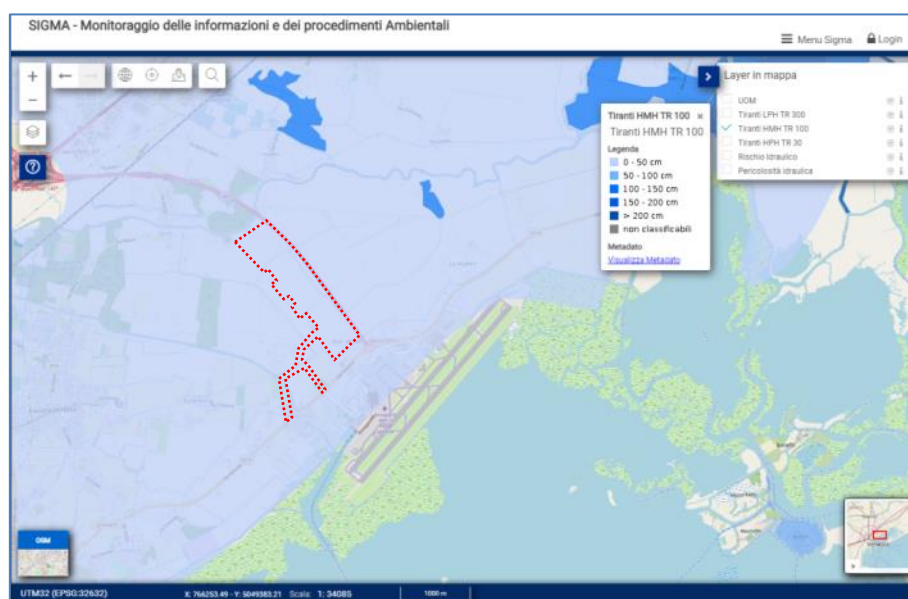 SIGMA - Monitoraggio delle informazioni e dei procedimenti Ambientali
Menu Sigma
Login
Layer in mappa
UOM
Tiranti LPH TR 300
Tiranti HMH TR 100
Tiranti HPH TR 30
Rischio Idraulico
Pericolosità idraulica
Tiranti HMH TR 100 ×
Tiranti HMH TR 100
Legenda
0 - 50 cm
50 - 100 cm
100 - 150 cm
150 - 200 cm
> 200 cm
non classificabili
Metadato
Visualizza Metadato
OSM
UTM32 (EPSG:32632)
X: 766253.49 - Y: 5049383.21 Scala: 1: 34085
1000 m